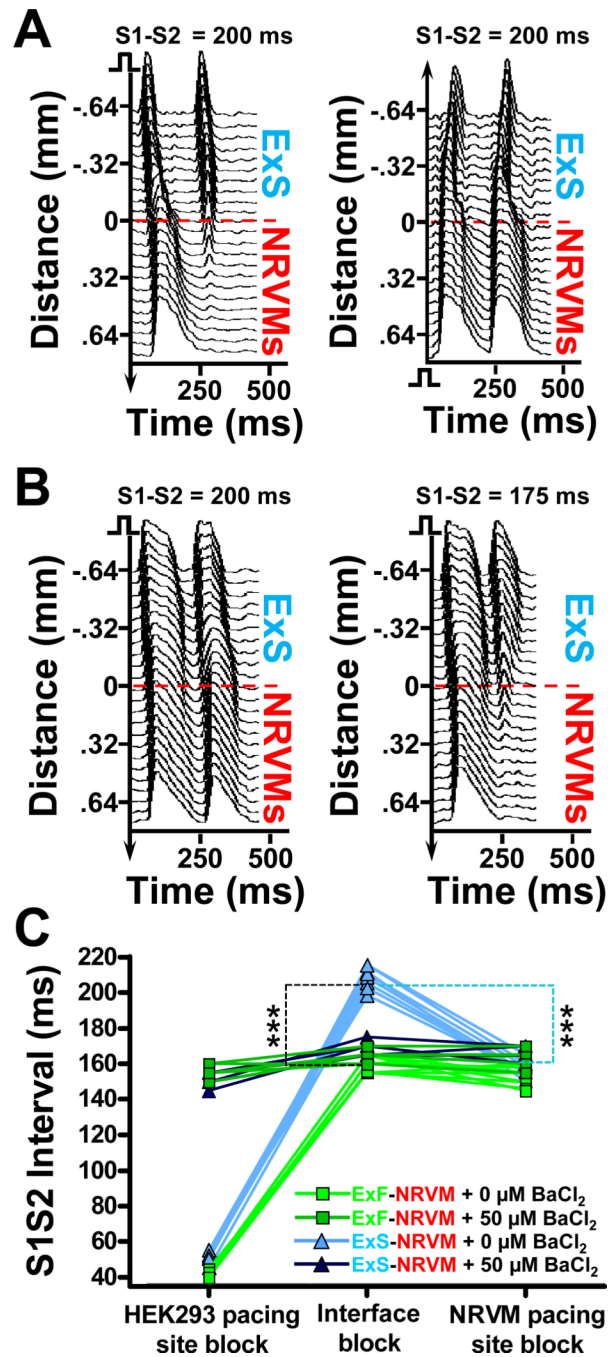 A
S1-S2 = 200 ms
Distance (mm)
-.64
-.32
0
.32
.64
ExS
NRVMs
250
500
Time (ms)
S1-S2 = 200 ms
Distance (mm)
-.64
-.32
0
.32
.64
ExS
NRVMs
250
500
Time (ms)
B
S1-S2 = 200 ms
Distance (mm)
-.64
-.32
0
.32
.64
ExS
NRVMs
250
500
Time (ms)
S1-S2 = 175 ms
Distance (mm)
-.64
-.32
0
.32
.64
ExS
NRVMs
250
500
Time (ms)
C
S1S2 Interval (ms)
220
200
180
160
140
120
100
80
60
40
***
***
ExF-NRVM + 0 µM BaCl₂
ExF-NRVM + 50 µM BaCl₂
ExS-NRVM + 0 µM BaCl₂
ExS-NRVM + 50 µM BaCl₂
HEK293 pacing site block
Interface block
NRVM pacing site block